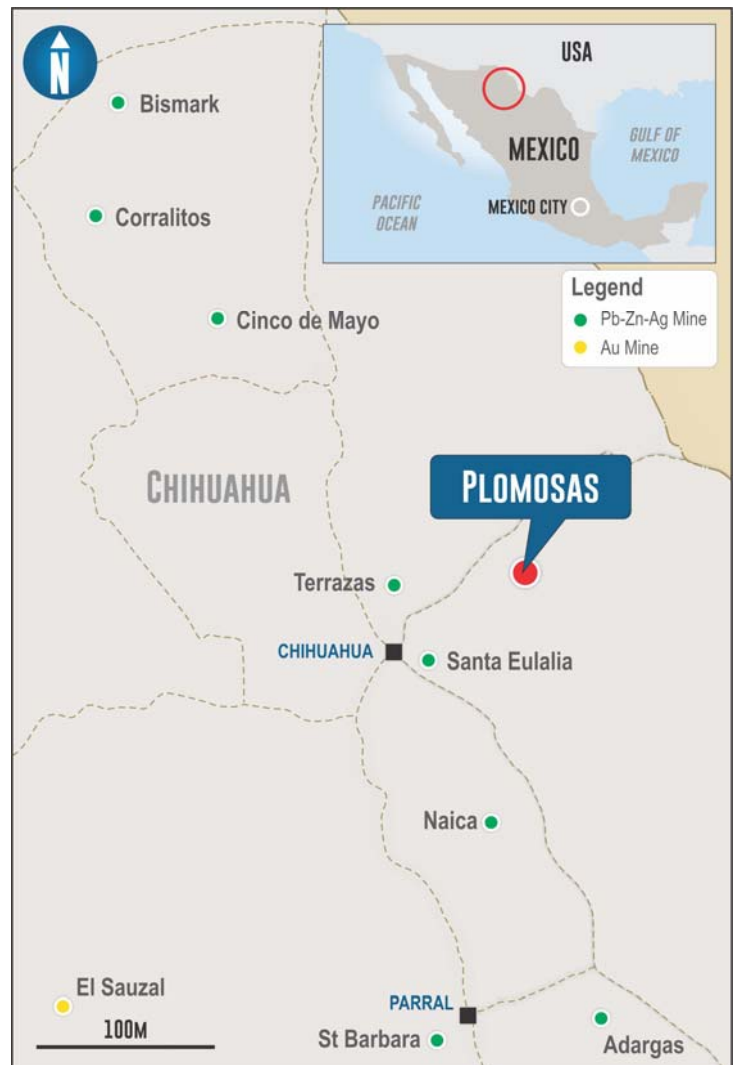 N
USA
MEXICO
GULF OF
MEXICO
PACIFIC
OCEAN
MEXICO CITY
Bismark
Corralitos
Cinco de Mayo
Legend
Pb-Zn-Ag Mine
Au Mine
CHIHUAHUA
PLOMOSAS
Terrazas
CHIHUAHUA
Santa Eulalia
Naica
El Sauzal
100M
PARRAL
St Barbara
Adargas